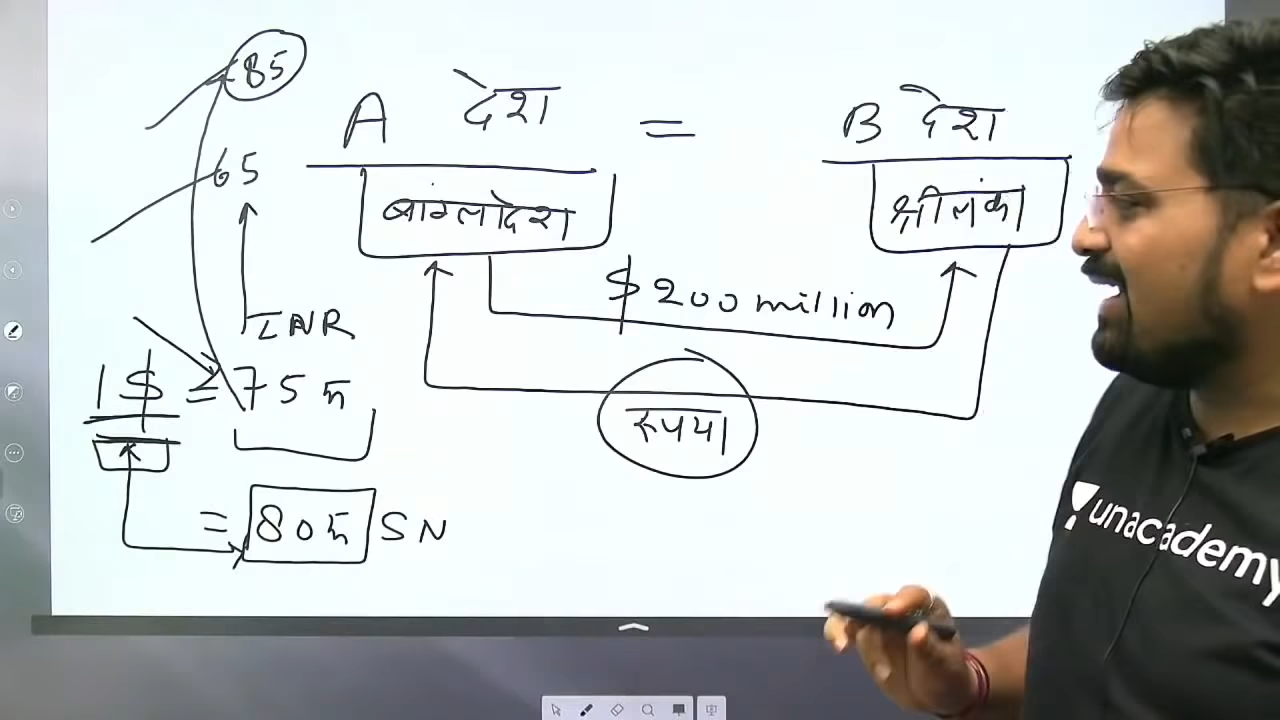 85
A देश = B देश
65
बांग्लादेश
श्रीलंका
$ 200 million
INR
1 $ = 75 रु
रुपया
= 80 रु SN
unacademy